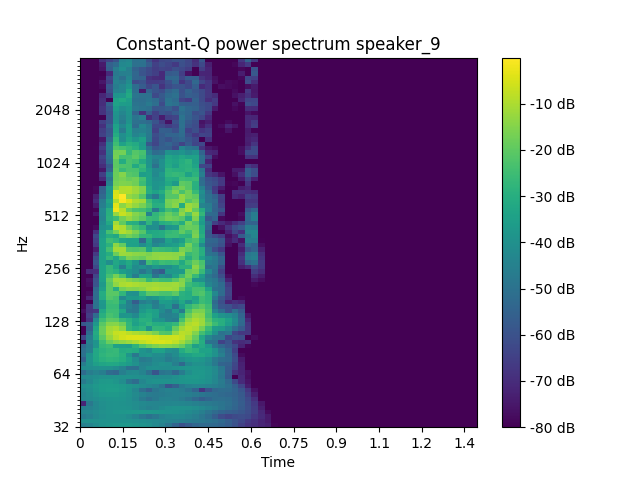 Constant-Q power spectrum speaker_9
Hz
2048
1024
512
256
128
64
32
0 0.15 0.3 0.45 0.6 0.75 0.9 1.1 1.2 1.4
Time
-10 dB
-20 dB
-30 dB
-40 dB
-50 dB
-60 dB
-70 dB
-80 dB